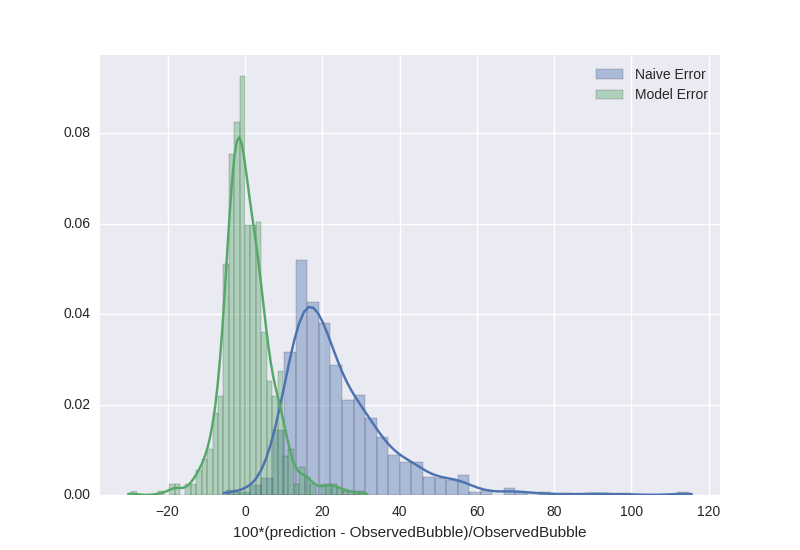 Naive Error
Model Error
0.08
0.06
0.04
0.02
0.00
−20 0 20 40 60 80 100 120
100*(prediction - ObservedBubble)/ObservedBubble